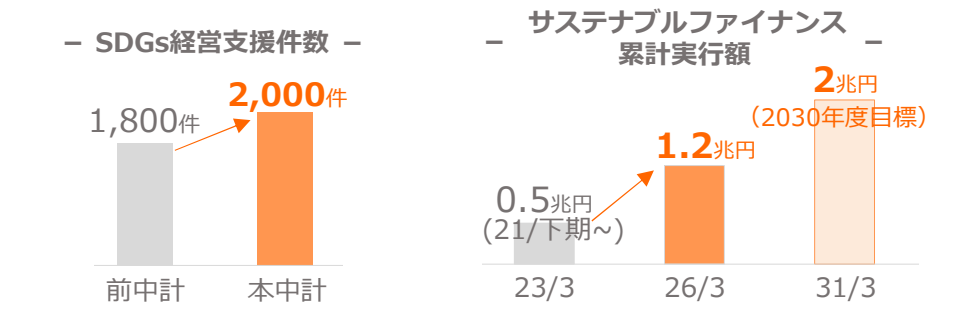 － SDGs経営支援件数 －
2,000件
1,800件
前中計
本中計
－ サステナブルファイナンス －
累計実行額
2兆円
（2030年度目標）
1.2兆円
0.5兆円
(21/下期~)
23/3
26/3
31/3